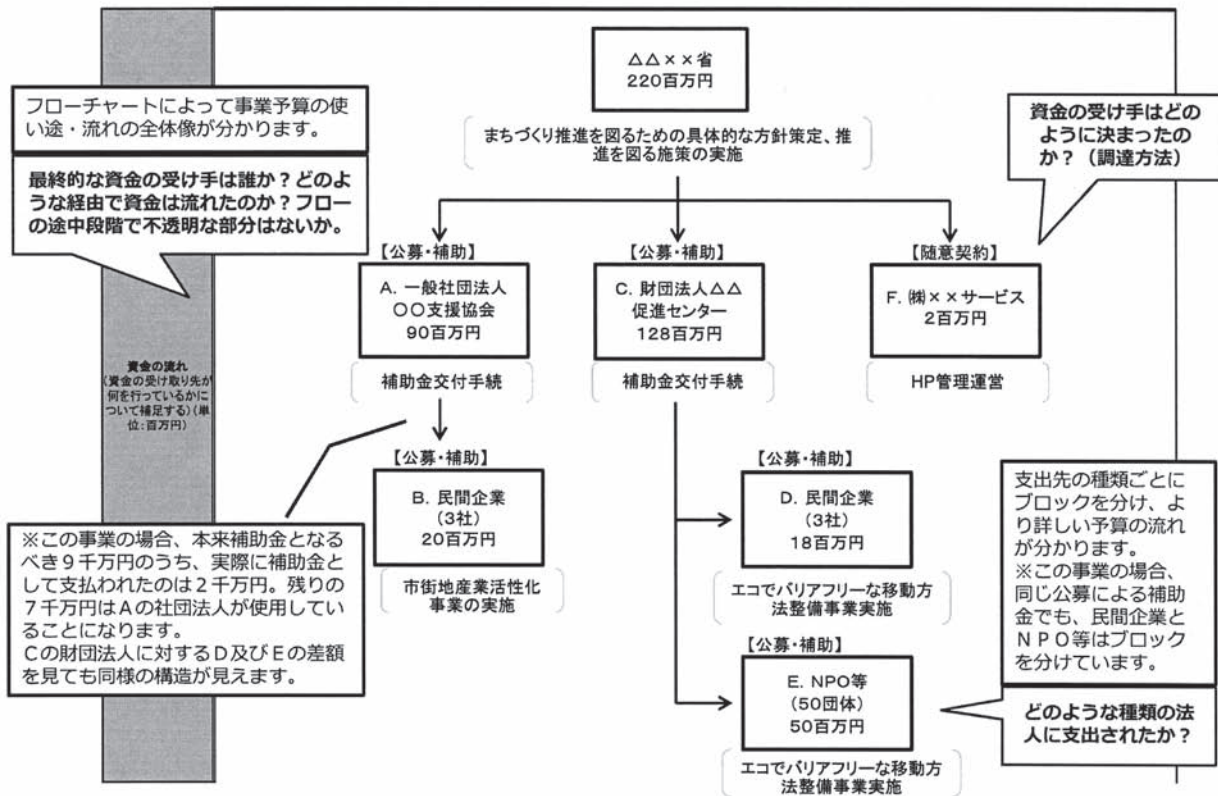 △△××省
220百万円
フローチャートによって事業予算の使
い途・流れの全体像が分かります。
最終的な資金の受け手は誰か？どのよ
うな経由で資金は流れたのか？フロー
の途中段階で不透明な部分はないか。
まちづくり推進を図るための具体的な方針策定、推
進を図る施策の実施
資金の受け手はどの
ように決まったの
か？（調達方法）
【公募・補助】
A. 一般社団法人
〇〇支援協会
90百万円
補助金交付手続
【公募・補助】
C. 財団法人△△
促進センター
128百万円
補助金交付手続
【随意契約】
F. ㈱××サービス
2百万円
HP管理運営
資金の流れ
(資金の受け取り先が
何を行っているかに
ついて補足する)(単
位:百万円)
【公募・補助】
B. 民間企業
(3社)
20百万円
市街地産業活性化
事業の実施
【公募・補助】
D. 民間企業
(3社)
18百万円
エコでバリアフリーな移動方
法整備事業実施
【公募・補助】
E. NPO等
(50団体)
50百万円
エコでバリアフリーな移動方
法整備事業実施
※この事業の場合、本来補助金となる
べき９千万円のうち、実際に補助金と
して支払われたのは２千万円。残りの
７千万円はＡの社団法人が使用してい
ることになります。
Ｃの財団法人に対するＤ及びＥの差額
を見ても同様の構造が見えます。
支出先の種類ごとに
ブロックを分け、よ
り詳しい予算の流れ
が分かります。
※この事業の場合、
同じ公募による補助
金でも、民間企業と
ＮＰＯ等はブロック
を分けています。
どのような種類の法
人に支出されたか？